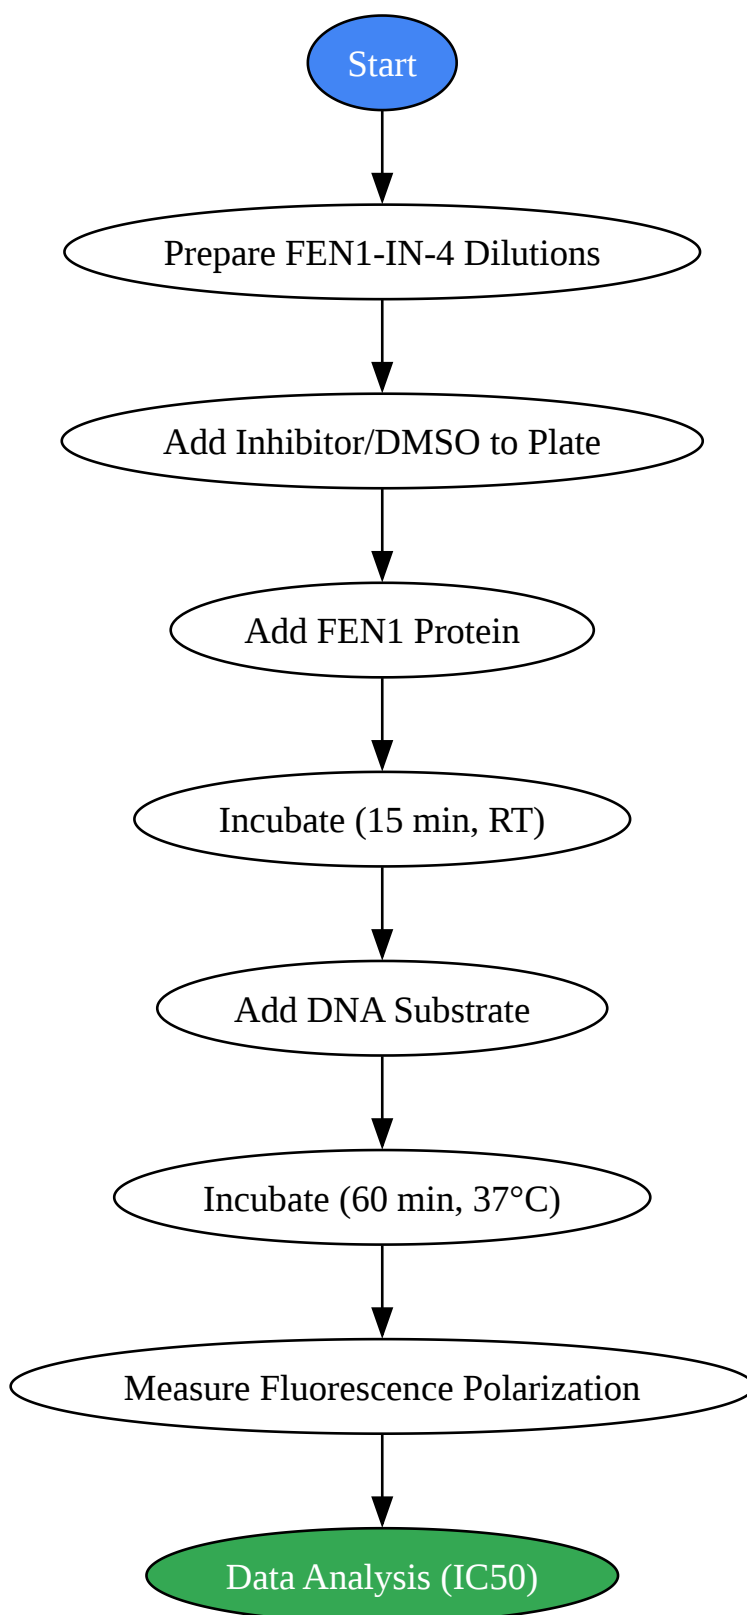 Start
Prepare FEN1-IN-4 Dilutions
Add Inhibitor/DMSO to Plate
Add FEN1 Protein
Incubate (15 min, RT)
Add DNA Substrate
Incubate (60 min, 37°C)
Measure Fluorescence Polarization
Data Analysis (IC50)